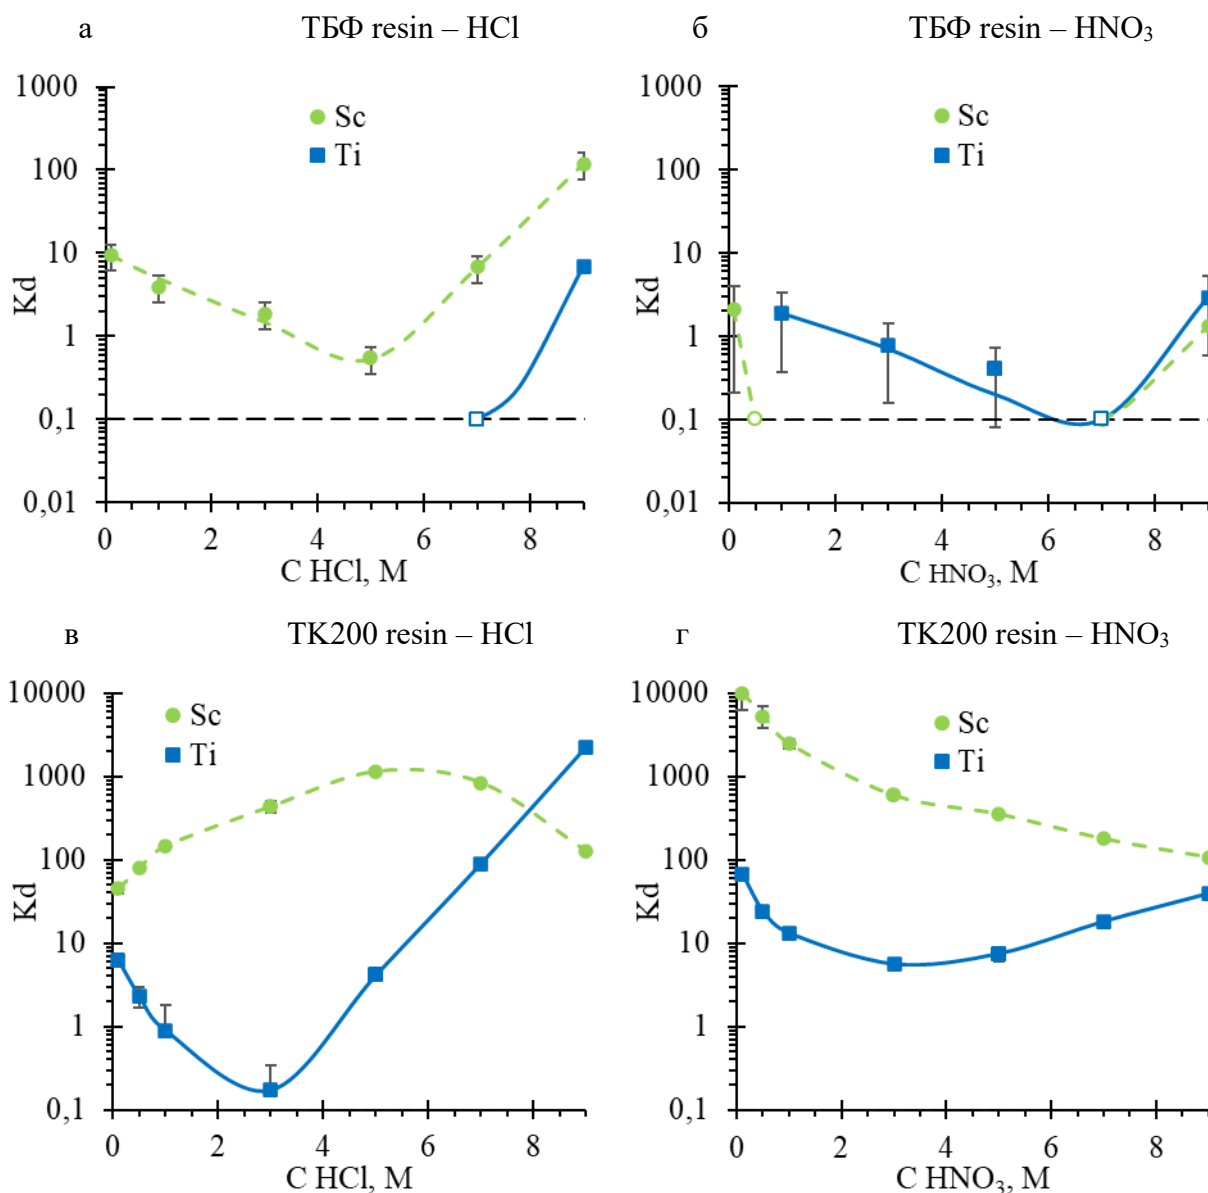 а ТБФ resin – HCl
1000
100
10
1
0,1
0,01
Kd
Sc
Ti
0 2 4 6 8
C HCl, M
б ТБФ resin – HNO₃
1000
100
10
1
0,1
0,01
Kd
Sc
Ti
0 2 4 6 8
C HNO₃, M
в TK200 resin – HCl
10000
1000
100
10
1
0,1
Kd
Sc
Ti
0 2 4 6 8
C HCl, M
г TK200 resin – HNO₃
10000
1000
100
10
1
0,1
Kd
Sc
Ti
0 2 4 6 8
C HNO₃, M